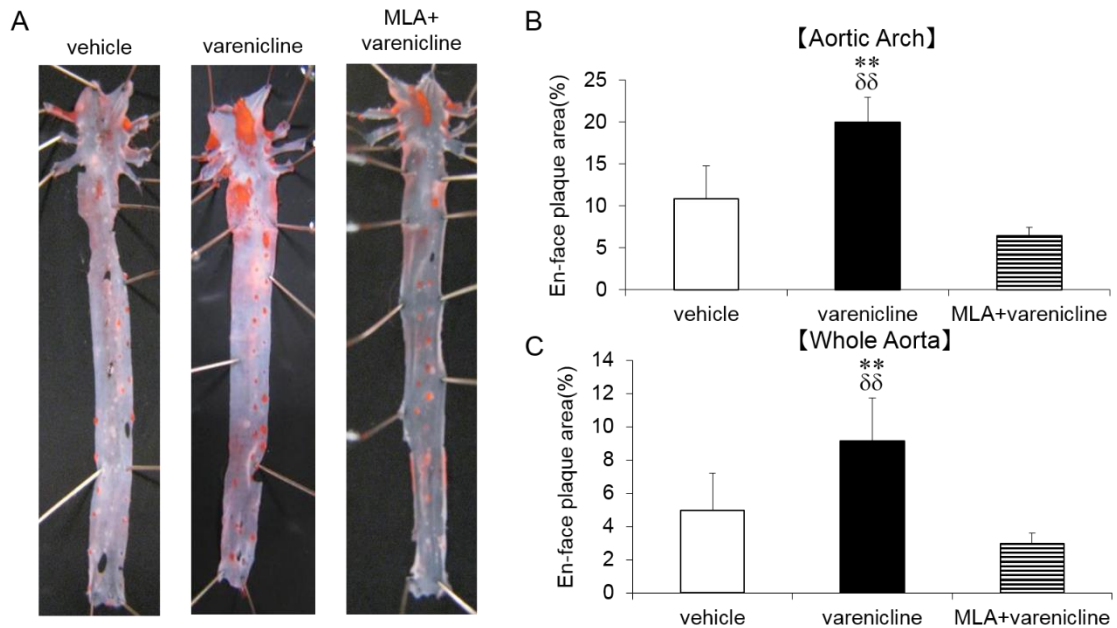 A
vehicle
varenicline
MLA+
varenicline
B
【Aortic Arch】
**
δδ
En-face plaque area(%)
25
20
15
10
5
0
vehicle
varenicline
MLA+varenicline
C
【Whole Aorta】
**
δδ
En-face plaque area(%)
14
12
10
8
6
4
2
0
vehicle
varenicline
MLA+varenicline